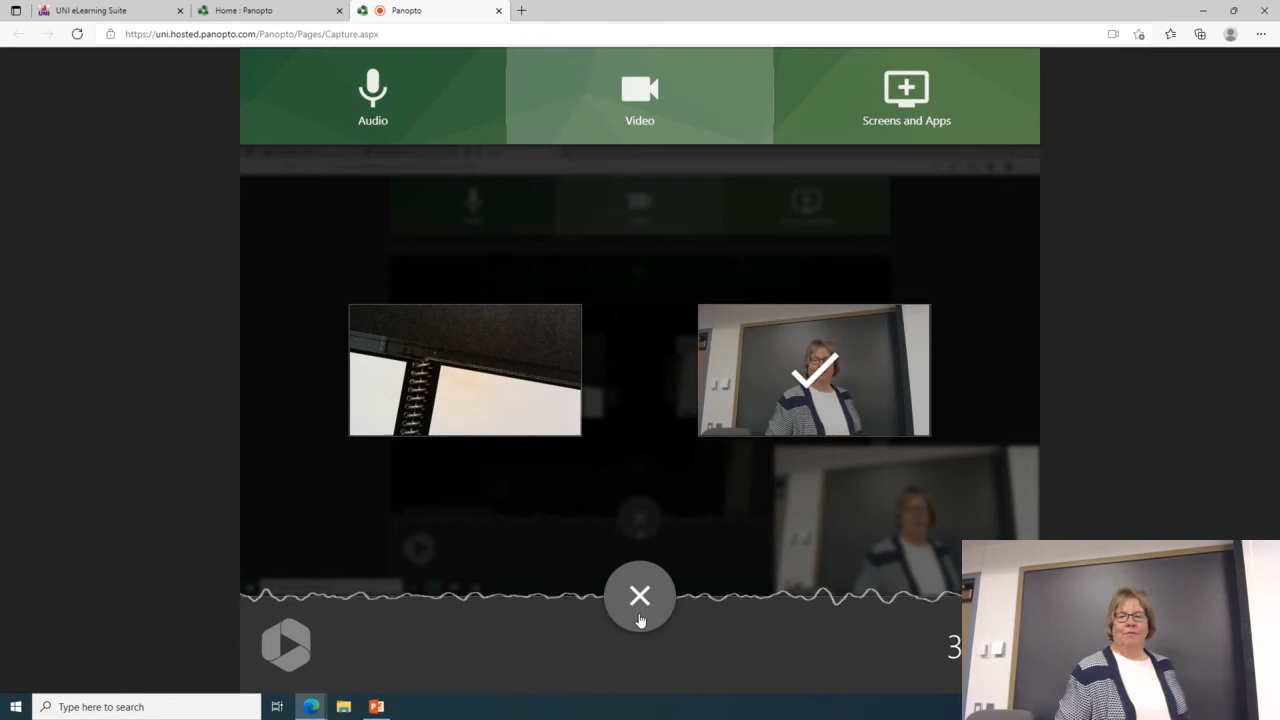 UNI eLearning Suite
Home : Panopto
Panopto
https://uni.hosted.panopto.com/Panopto/Pages/Capture.aspx
Audio
Video
Screens and Apps
3
Type here to search